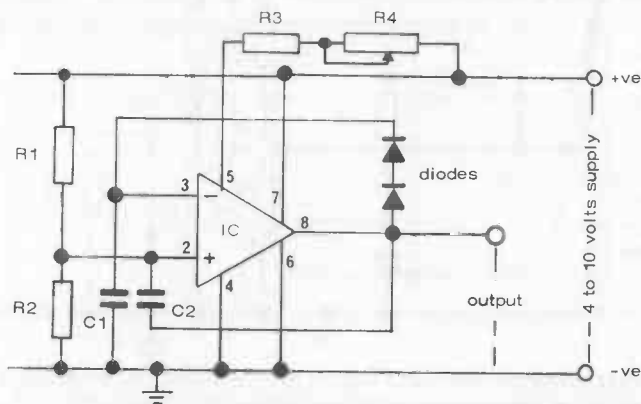 R3 R4
+ve
R1
diodes
5
3 −
7
IC 8
2 +
6
4
R2
C1 C2
output
4 to 10 volts supply
-ve